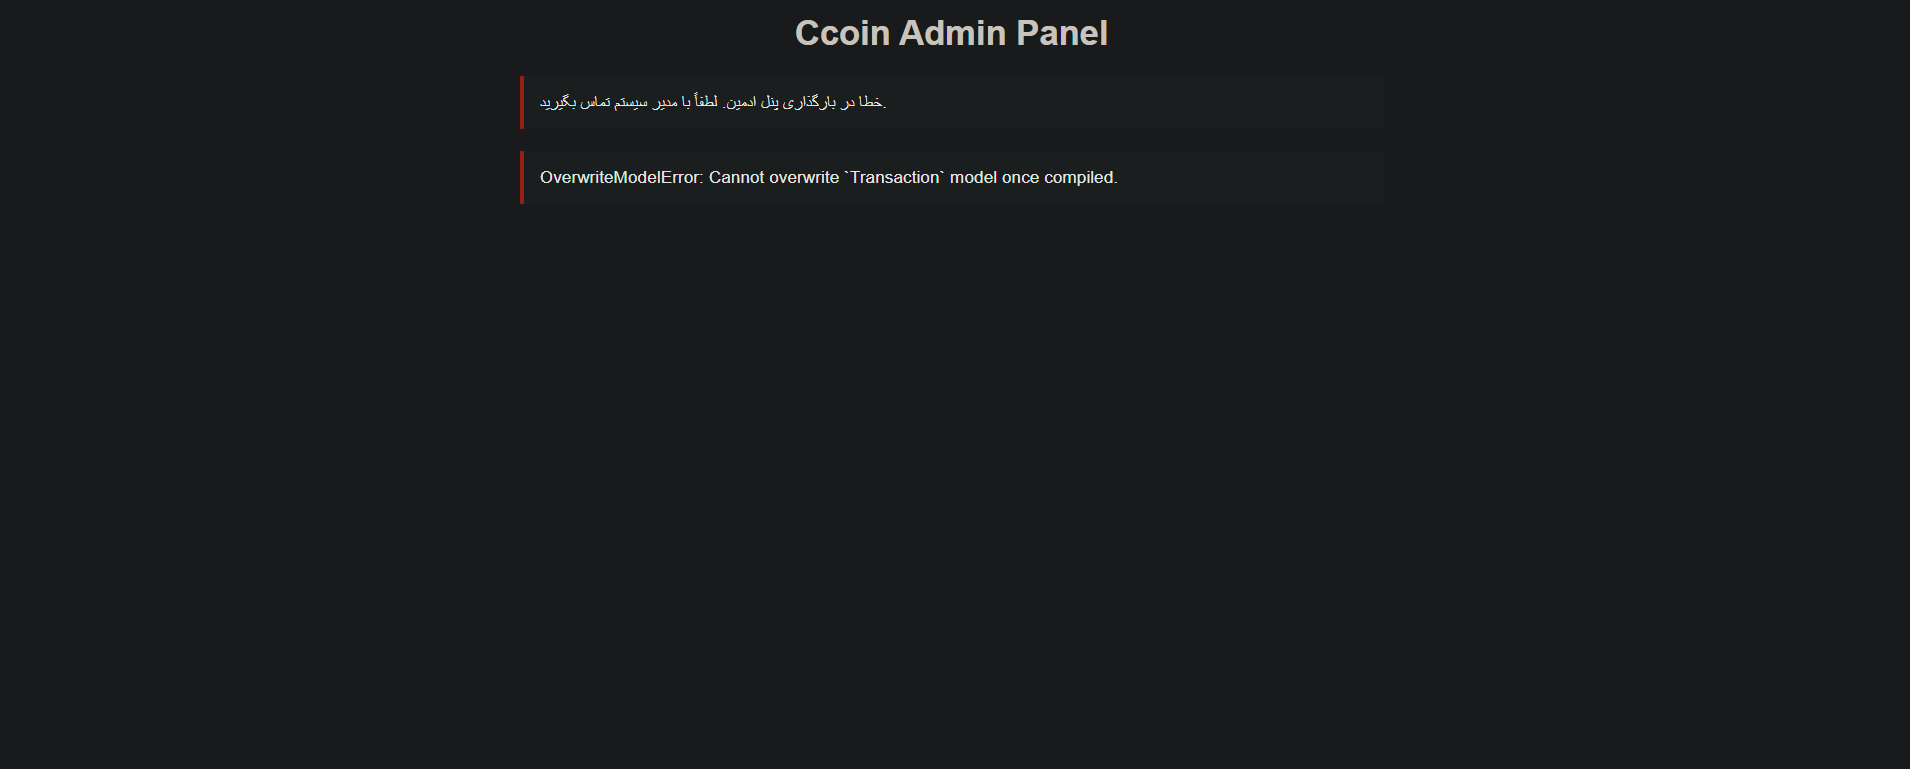 Ccoin Admin Panel
خطا در بارگذاری پنل ادمین. لطفاً با مدیر سیستم تماس بگیرید.
OverwriteModelError: Cannot overwrite `Transaction` model once compiled.